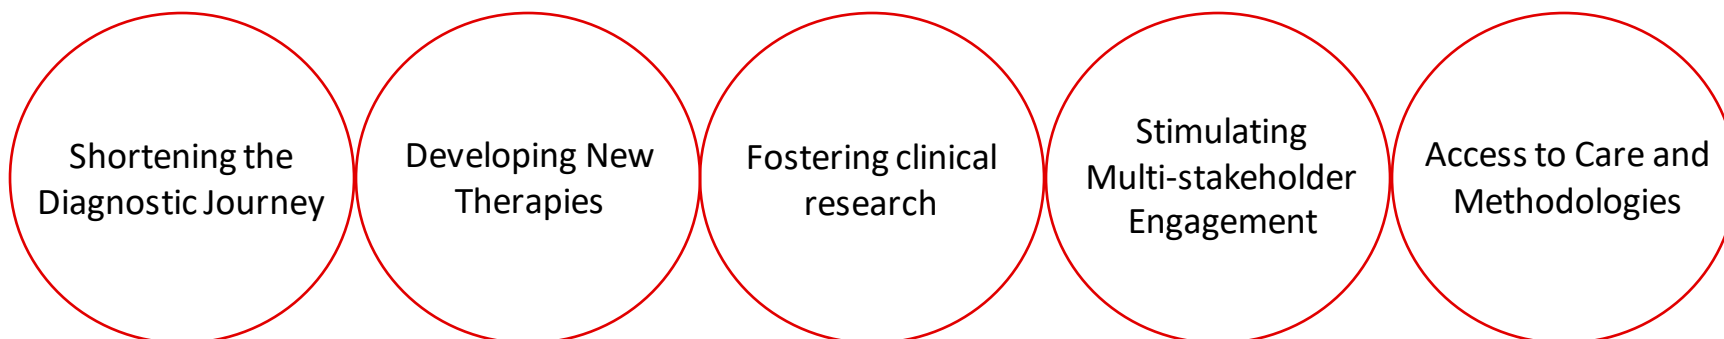 Shortening the
Diagnostic Journey
Developing New
Therapies
Fostering clinical
research
Stimulating
Multi-stakeholder
Engagement
Access to Care and
Methodologies